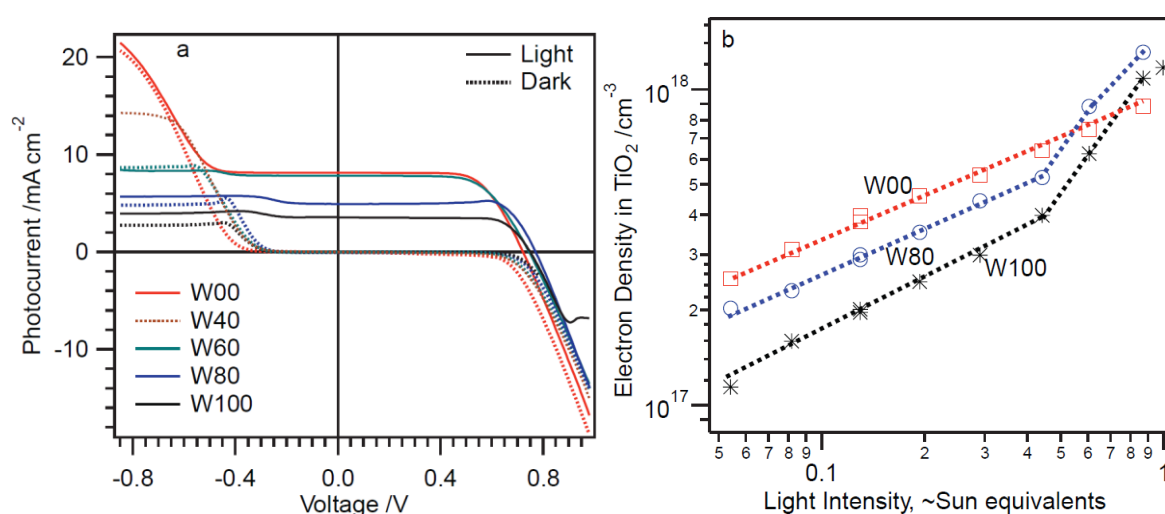 a
Light
Dark
20
10
0
-10
Photocurrent /mA cm-2
W00
W40
W60
W80
W100
-0.8
-0.4
0.0
0.4
0.8
Voltage /V
b
Electron Density in TiO2 /cm-3
10^18
9
8
7
6
5
4
3
2
10^17
W00
W80
W100
5 6 7 8 9 0.1 2 3 4 5 6 7 8 9 1
Light Intensity, ~Sun equivalents